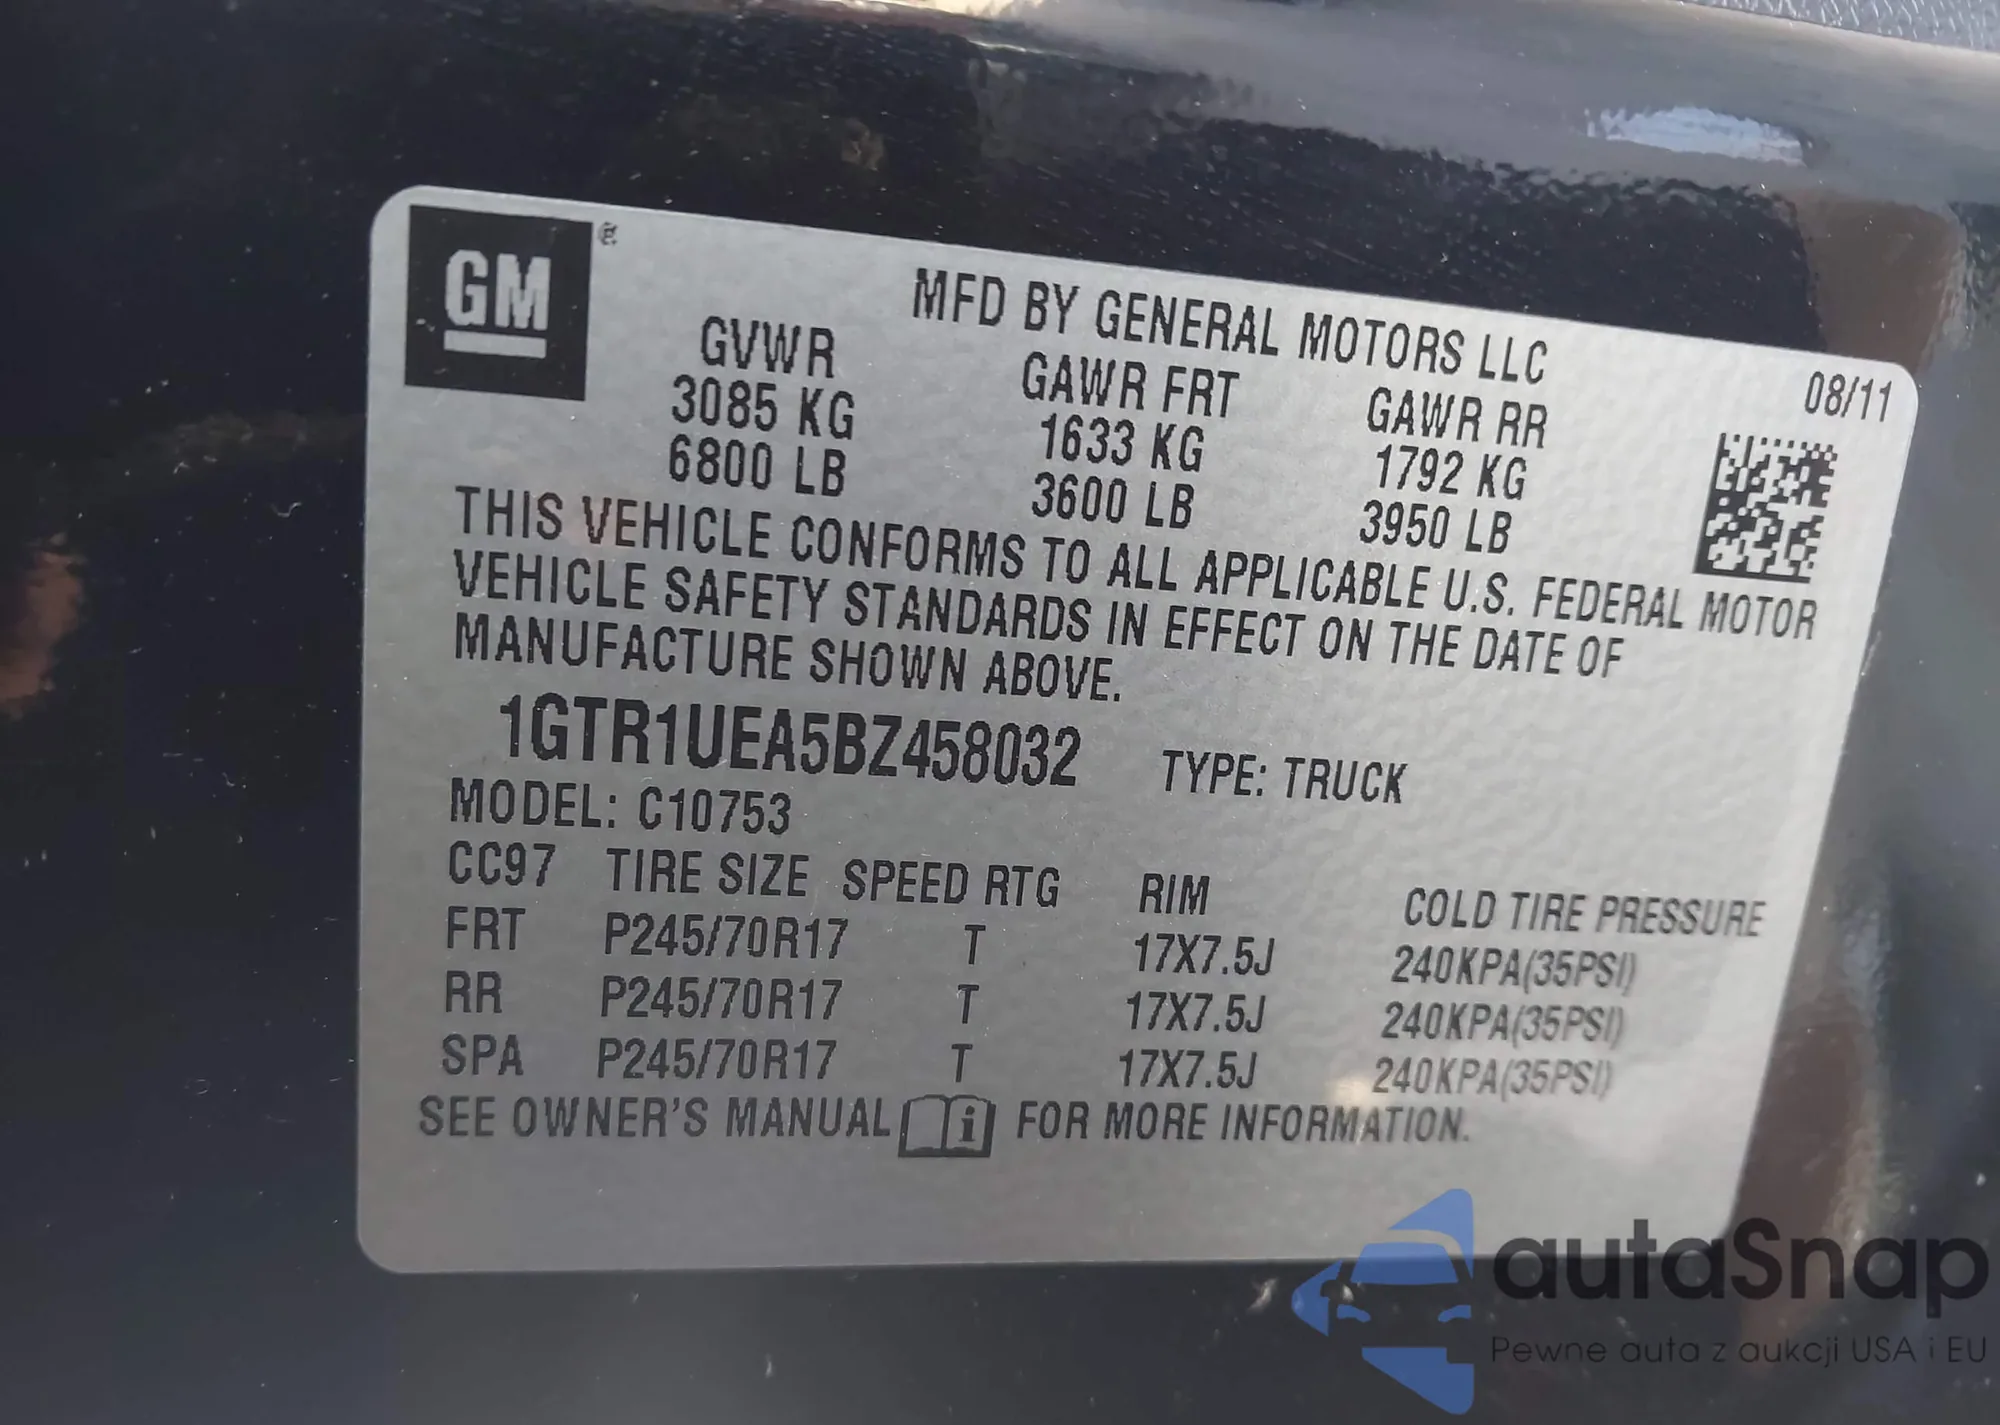 GM®
MFD BY GENERAL MOTORS LLC
08/11
GVWR GAWR FRT GAWR RR
3085 KG 1633 KG 1792 KG
6800 LB 3600 LB 3950 LB
THIS VEHICLE CONFORMS TO ALL APPLICABLE U.S. FEDERAL MOTOR
VEHICLE SAFETY STANDARDS IN EFFECT ON THE DATE OF
MANUFACTURE SHOWN ABOVE.
1GTR1UEA5BZ458032 TYPE: TRUCK
MODEL: C10753
CC97 TIRE SIZE SPEED RTG RIM COLD TIRE PRESSURE
FRT P245/70R17 T 17X7.5J 240KPA(35PSI)
RR P245/70R17 T 17X7.5J 240KPA(35PSI)
SPA P245/70R17 T 17X7.5J 240KPA(35PSI)
SEE OWNER'S MANUAL i FOR MORE INFORMATION.
autaSnap
Pewne auta z aukcji USA i EU